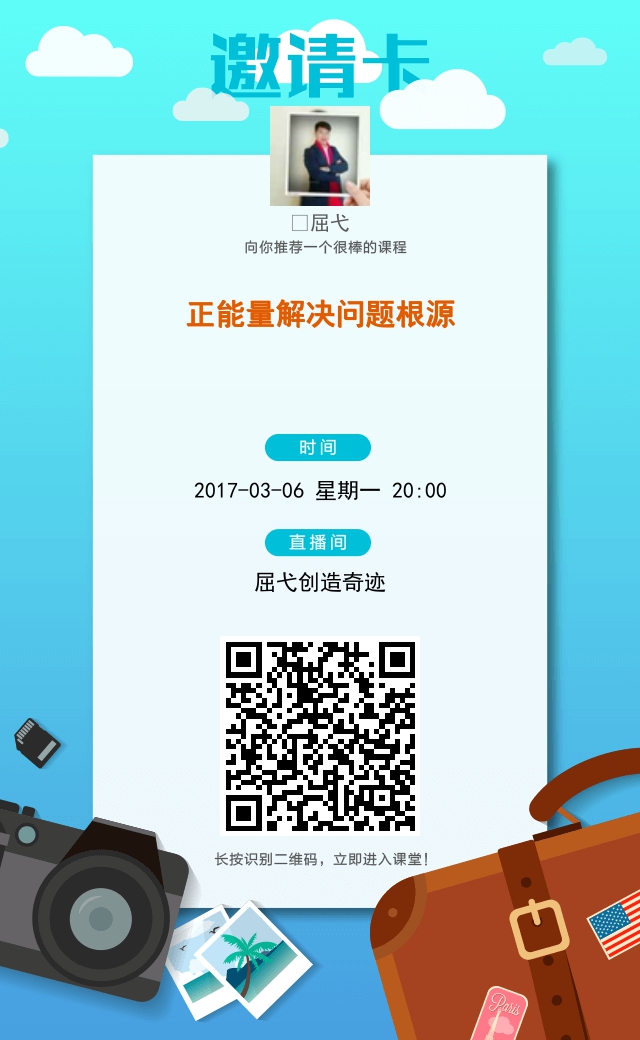 邀请卡
□屈弋
向你推荐一个很棒的课程
正能量解决问题根源
时间
2017-03-06 星期一 20:00
直播间
屈弋创造奇迹
长按识别二维码，立即进入课堂！
Paris